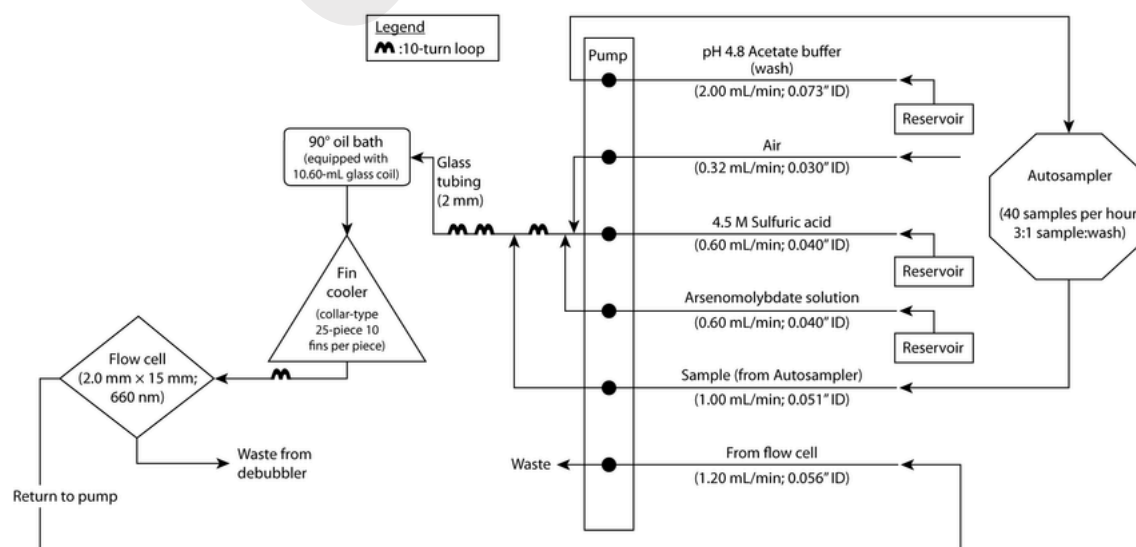 Legend
:10-turn loop
Pump
pH 4.8 Acetate buffer
(wash)
(2.00 mL/min; 0.073” ID)
Reservoir
90° oil bath
(equipped with
10.60-mL glass coil)
Glass
tubing
(2 mm)
Air
(0.32 mL/min; 0.030” ID)
Autosampler
(40 samples per hour
3:1 sample:wash)
4.5 M Sulfuric acid
(0.60 mL/min; 0.040” ID)
Reservoir
Fin
cooler
(collar-type
25-piece 10
fins per piece)
Arsenomolybdate solution
(0.60 mL/min; 0.040” ID)
Reservoir
Flow cell
(2.0 mm × 15 mm;
660 nm)
Sample (from Autosampler)
(1.00 mL/min; 0.051” ID)
Waste from
debubbler
Waste
From flow cell
(1.20 mL/min; 0.056” ID)
Return to pump